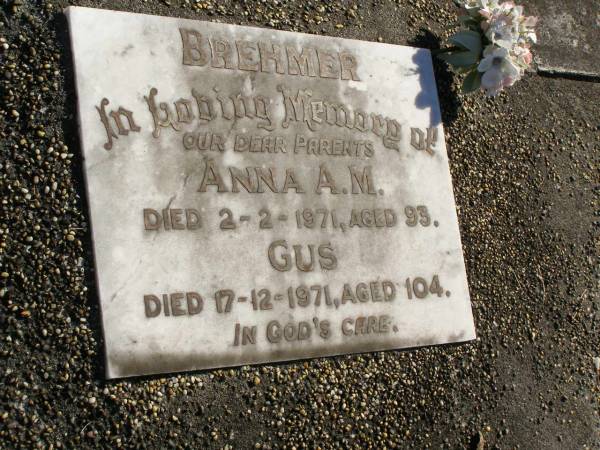 BREHMER
In Loving Memory of
OUR DEAR PARENTS
ANNA A.M.
DIED 2-2-1971, AGED 93.
GUS
DIED 17-12-1971, AGED 104.
IN GOD'S CARE.